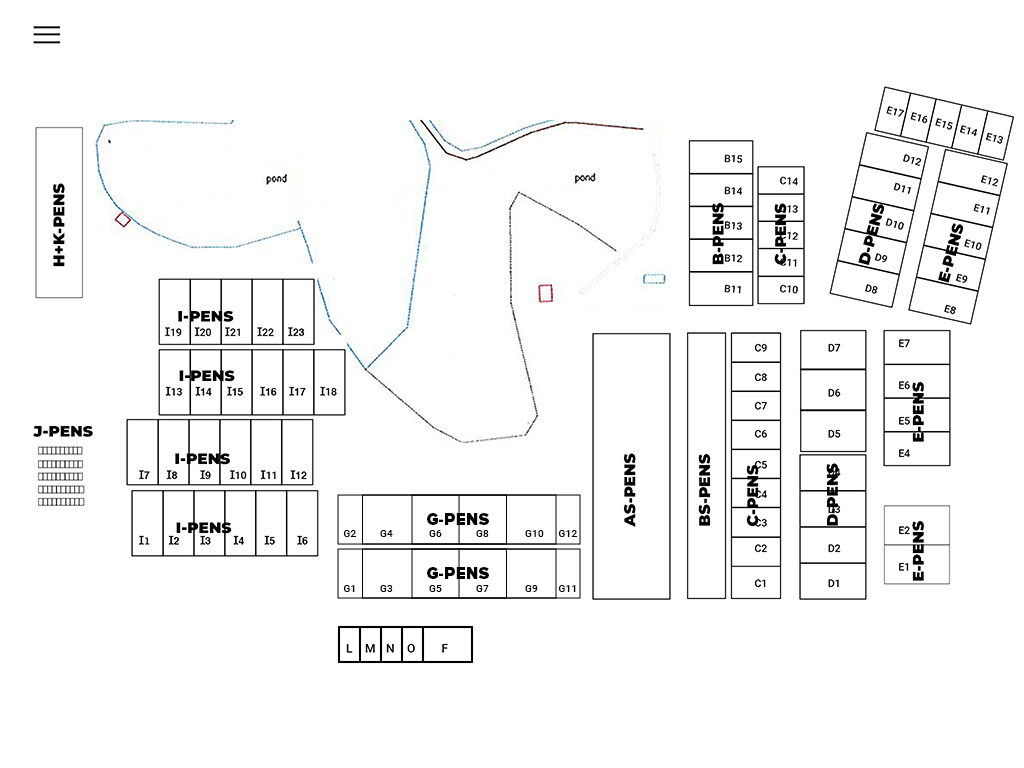 E17 E16 E15 E14 E13
D12
D11
D10
D9
D8
D-PENS
E12
E11
E10
E9
E8
E-PENS
B15
B14
B13
B12
B11
B-PENS
C14
C12
C11
C10
C-PENS
pond
pond
H+K-PENS
I-PENS
I19 I20 I21 I22 I23
I-PENS
I13 I14 I15 I16 I17 I18
J-PENS
I-PENS
I7 I8 I9 I10 I11 I12
I-PENS
I1 I2 I3 I4 I5 I6
G-PENS
G2 G4 G6 G8 G10 G12
G-PENS
G1 G3 G5 G7 G9 G11
L M N O F
AS-PENS
BS-PENS
C9
C8
C7
C6
C5
C4
C3
C2
C1
C-PENS
D7
D6
D5
D2
D1
D-PENS
E7
E6
E5
E4
E-PENS
E2
E1
E-PENS